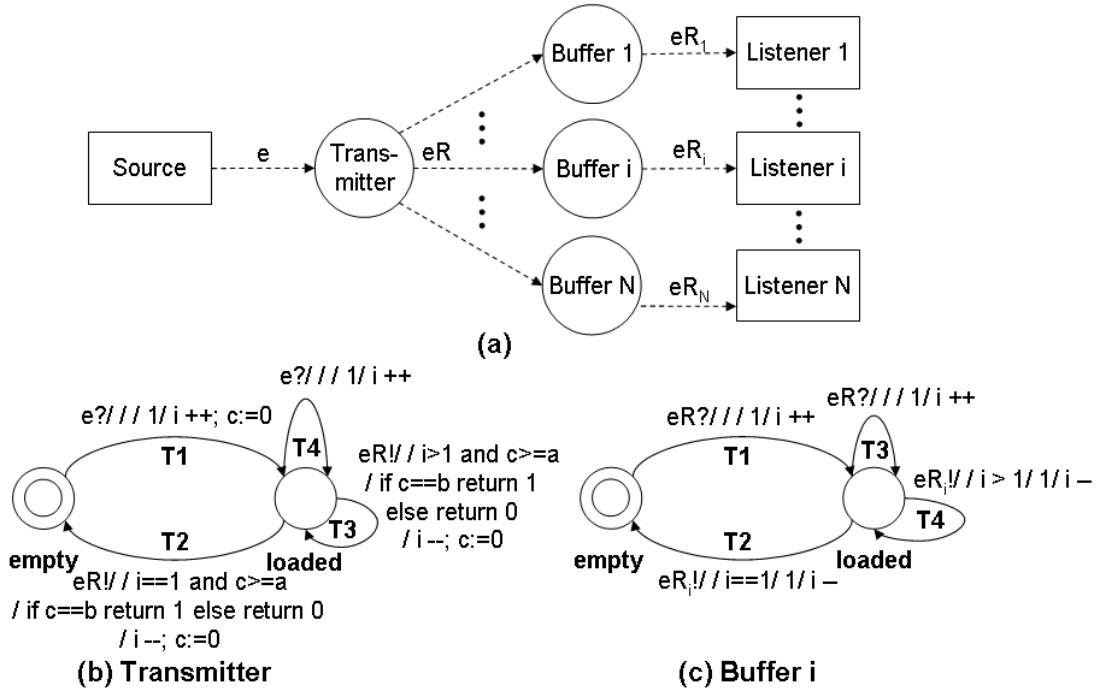 Buffer 1
eR1
Listener 1
Source
e
Trans-
mitter
eR
Buffer i
eRi
Listener i
Buffer N
eRN
Listener N
(a)
e?/ / / 1/ i ++
e?/ / / 1/ i ++; c:=0
T1
T4
eR!/ / i>1 and c>=a
/ if c==b return 1
else return 0
/ i --; c:=0
T3
T2
empty
loaded
eR!/ / i==1 and c>=a
/ if c==b return 1 else return 0
/ i --; c:=0
(b) Transmitter
eR?/ / / 1/ i ++
eR?/ / / 1/ i ++
T1
T3
eRi!/ / i > 1/ 1/ i –
T4
T2
empty
loaded
eRi!/ / i==1/ 1/ i –
(c) Buffer i